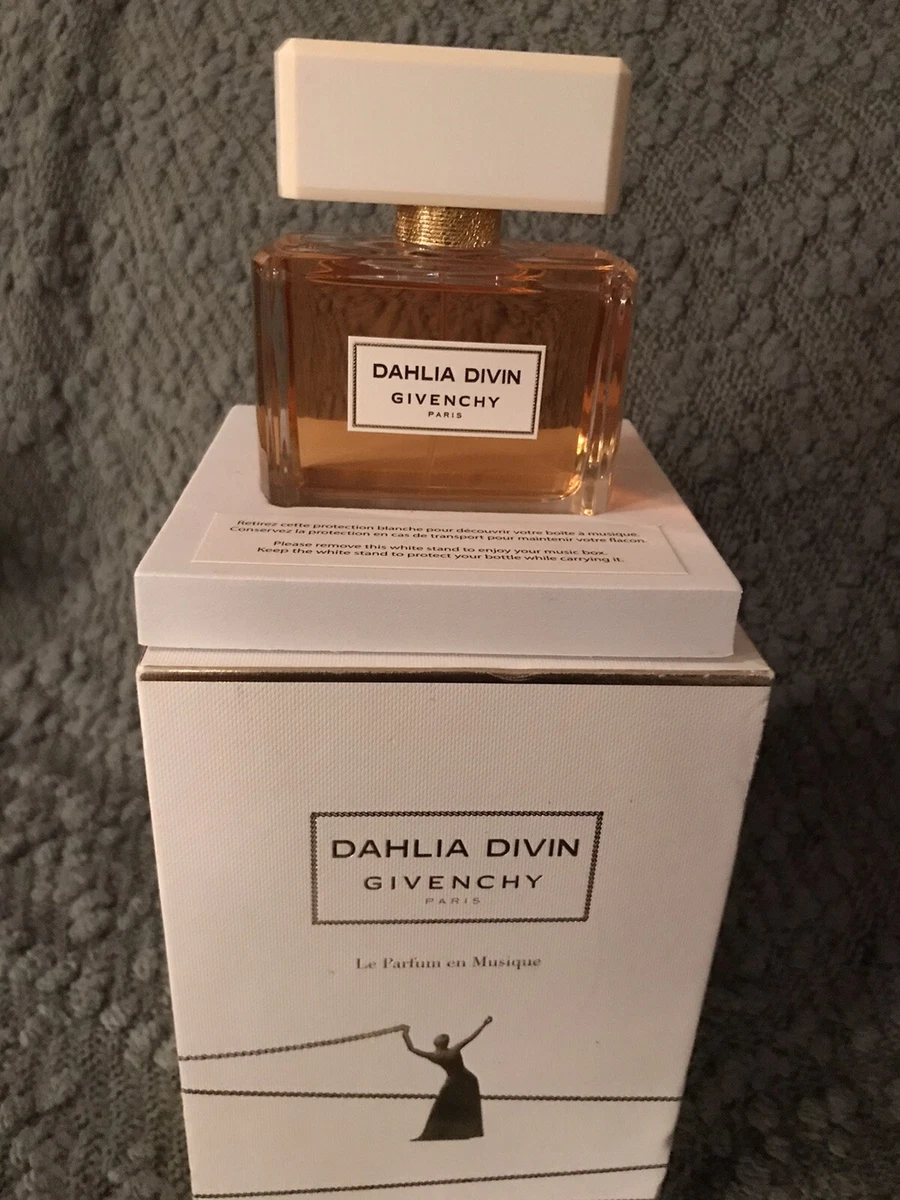 DAHLIA DIVIN
GIVENCHY
PARIS
Retirez cette protection blanche pour découvrir votre boîte à musique.
Conservez la protection en cas de transport pour maintenir votre flacon.
Please remove this white stand to enjoy your music box.
Keep the white stand to protect your bottle while carrying it.
DAHLIA DIVIN
GIVENCHY
PARIS
Le Parfum en Musique